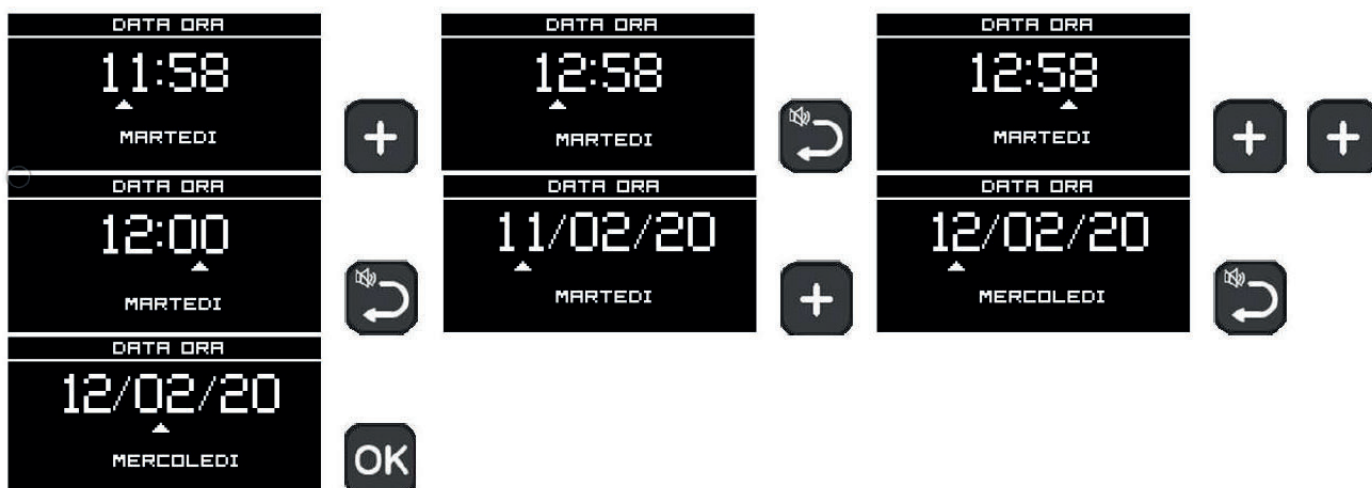 DATA ORA
11:58
MARTEDI
+
DATA ORA
12:58
MARTEDI
DATA ORA
12:58
MARTEDI
+ +
DATA ORA
12:00
MARTEDI
DATA ORA
11/02/20
MARTEDI
+
DATA ORA
12/02/20
MERCOLEDI
DATA ORA
12/02/20
MERCOLEDI
OK